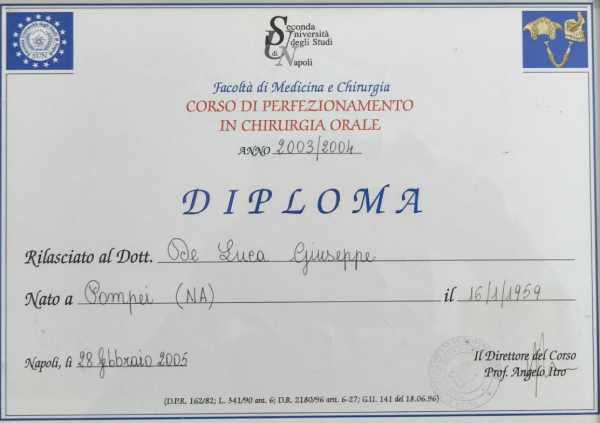 Seconda
Università
degli Studi
di
Napoli
Facoltà di Medicina e Chirurgia
CORSO DI PERFEZIONAMENTO
IN CHIRURGIA ORALE
ANNO 2003/2004
DIPLOMA
Rilasciato al Dott. De Luca Giuseppe
Nato a Pompei (NA) il 16/1/1959
Napoli, lì 28 febbraio 2005
Il Direttore del Corso
Prof. Angelo Itro
(D.P.R. 162/82; L. 341/90 art. 6; D.R. 2180/96 artt. 6-27; G.U. 141 del 18.06.96)